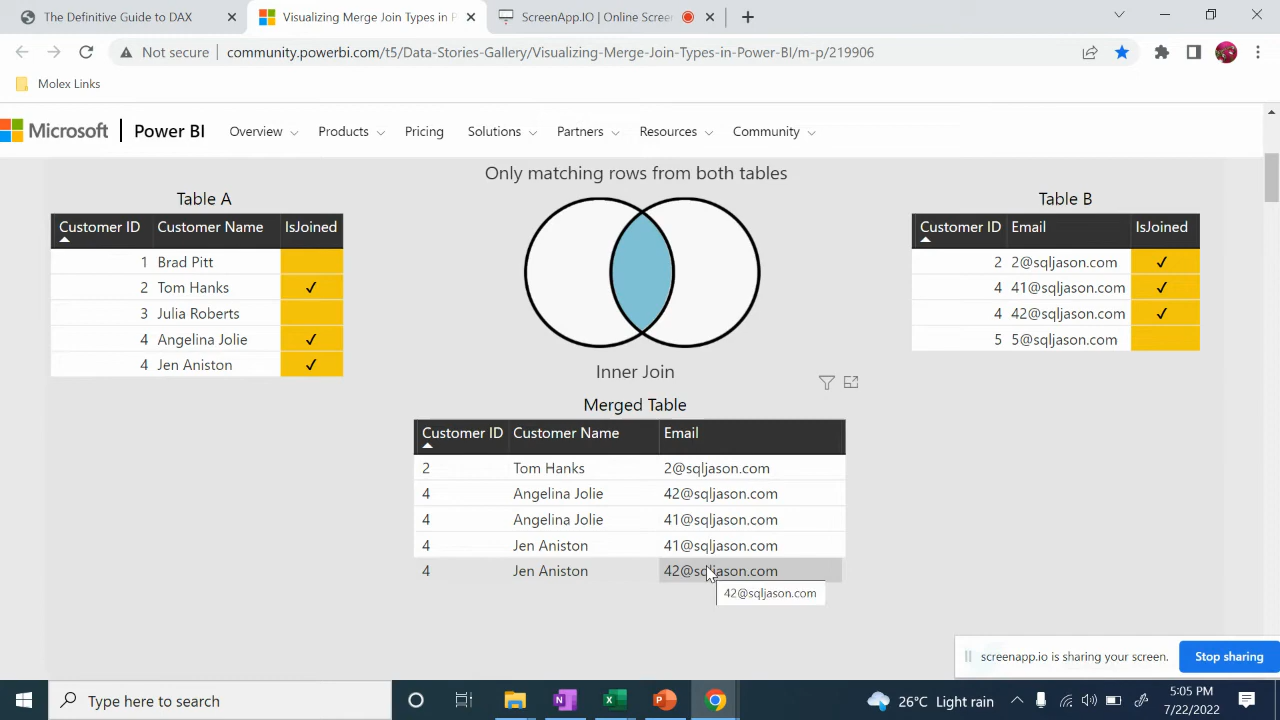 The Definitive Guide to DAX
Visualizing Merge Join Types in P
ScreenApp.IO | Online Scree
Not secure
community.powerbi.com/t5/Data-Stories-Gallery/Visualizing-Merge-Join-Types-in-Power-BI/m-p/219906
Molex Links
Microsoft Power BI Overview Products Pricing Solutions Partners Resources Community
Only matching rows from both tables
Table A
Customer ID Customer Name IsJoined
1 Brad Pitt
2 Tom Hanks ✓
3 Julia Roberts
4 Angelina Jolie ✓
4 Jen Aniston ✓
Table B
Customer ID Email IsJoined
2 2@sqljason.com ✓
4 41@sqljason.com ✓
4 42@sqljason.com ✓
5 5@sqljason.com
Inner Join
Merged Table
Customer ID Customer Name Email
2 Tom Hanks 2@sqljason.com
4 Angelina Jolie 42@sqljason.com
4 Angelina Jolie 41@sqljason.com
4 Jen Aniston 41@sqljason.com
4 Jen Aniston 42@sqljason.com
42@sqljason.com
screenapp.io is sharing your screen. Stop sharing
Type here to search
26°C Light rain
5:05 PM
7/22/2022